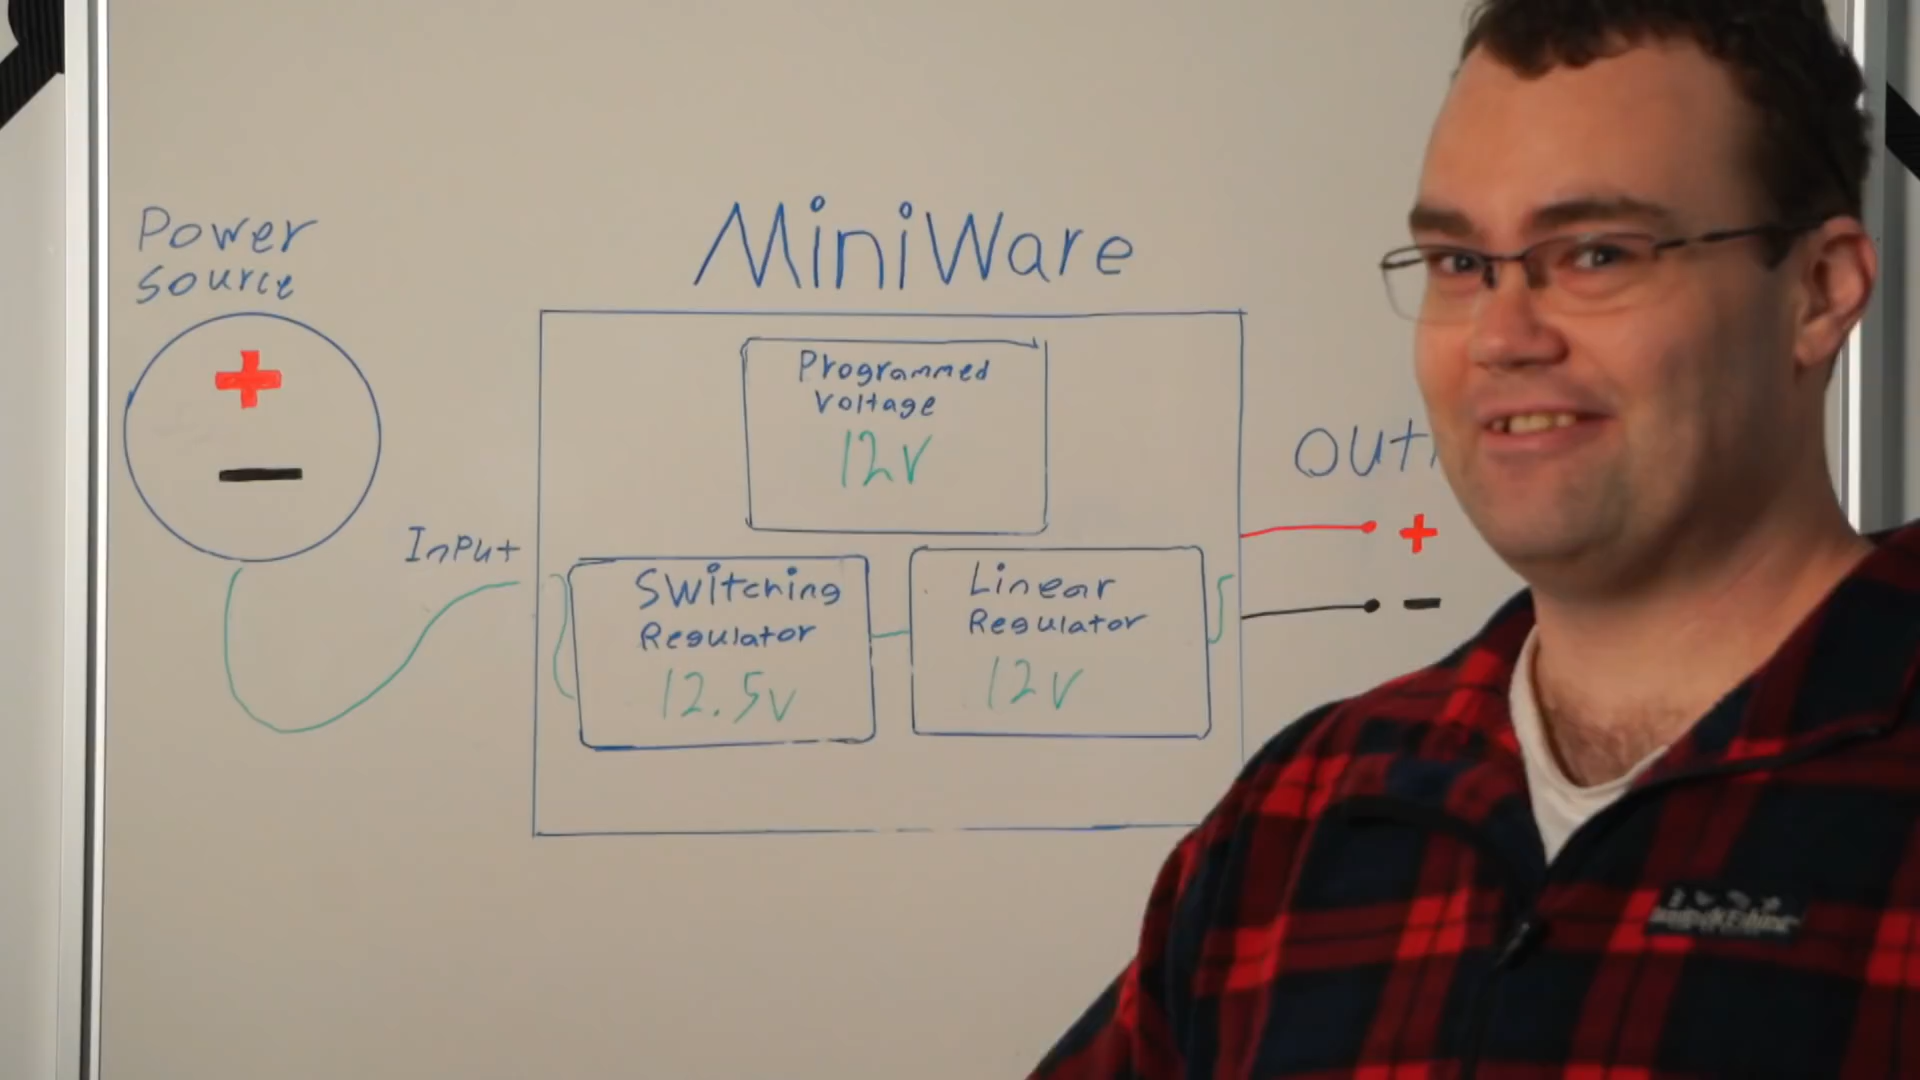 Power
Source
MiniWare
Programmed
Voltage
12V
Input
Switching
Regulator
12.5V
Linear
Regulator
12V